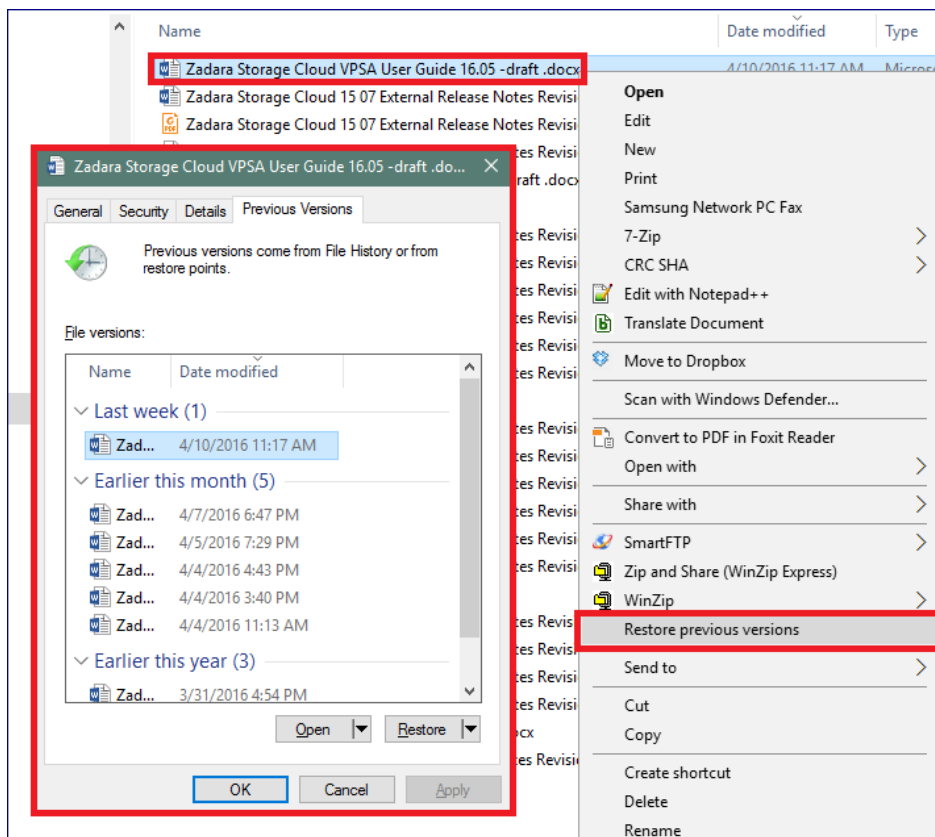 Name Date modified Type
Zadara Storage Cloud VPSA User Guide 16.05 -draft .docx 4/10/2016 11:17 AM
Zadara Storage Cloud 15 07 External Release Notes
Zadara Storage Cloud 15 07 External Release Notes
Zadara Storage Cloud VPSA User Guide 16.05 -draft .do...
General Security Details Previous Versions
Previous versions come from File History or from
restore points.
File versions:
Name Date modified
Last week (1)
Zad... 4/10/2016 11:17 AM
Earlier this month (5)
Zad... 4/7/2016 6:47 PM
Zad... 4/5/2016 7:29 PM
Zad... 4/4/2016 4:43 PM
Zad... 4/4/2016 3:40 PM
Zad... 4/4/2016 11:13 AM
Earlier this year (3)
Zad... 3/31/2016 4:54 PM
Open Restore
OK Cancel Apply
Open
Edit
New
Print
Samsung Network PC Fax
7-Zip
CRC SHA
Edit with Notepad++
Translate Document
Move to Dropbox
Scan with Windows Defender...
Convert to PDF in Foxit Reader
Open with
Share with
SmartFTP
Zip and Share (WinZip Express)
WinZip
Restore previous versions
Send to
Cut
Copy
Create shortcut
Delete
Rename